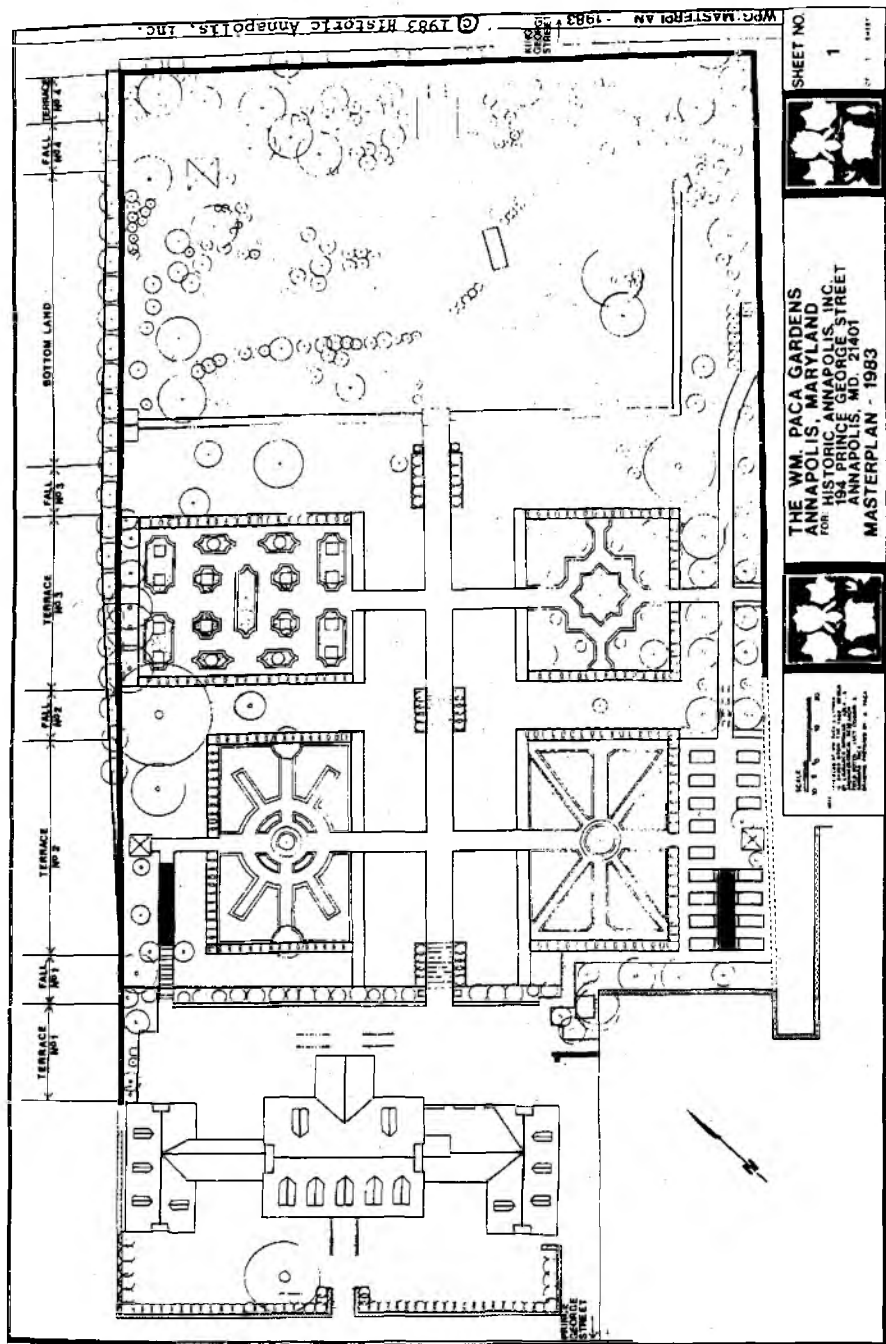 © 1983 Historic Annapolis, Inc.
KING
GEORGE
STREET
WPG:MASTERPLAN - 1983
TERRACE
Nº 4
FALL
Nº 4
BOTTOM LAND
FALL
Nº 3
TERRACE
Nº 3
FALL
Nº 2
TERRACE
Nº 2
FALL
Nº 1
TERRACE
Nº 1
PRINCE
GEORGE
STREET
N
SHEET NO.
1
THE WM. PACA GARDENS
ANNAPOLIS, MARYLAND
FOR HISTORIC ANNAPOLIS, INC.
194 PRINCE GEORGE STREET
ANNAPOLIS, MD. 21401
MASTERPLAN - 1983
SCALE